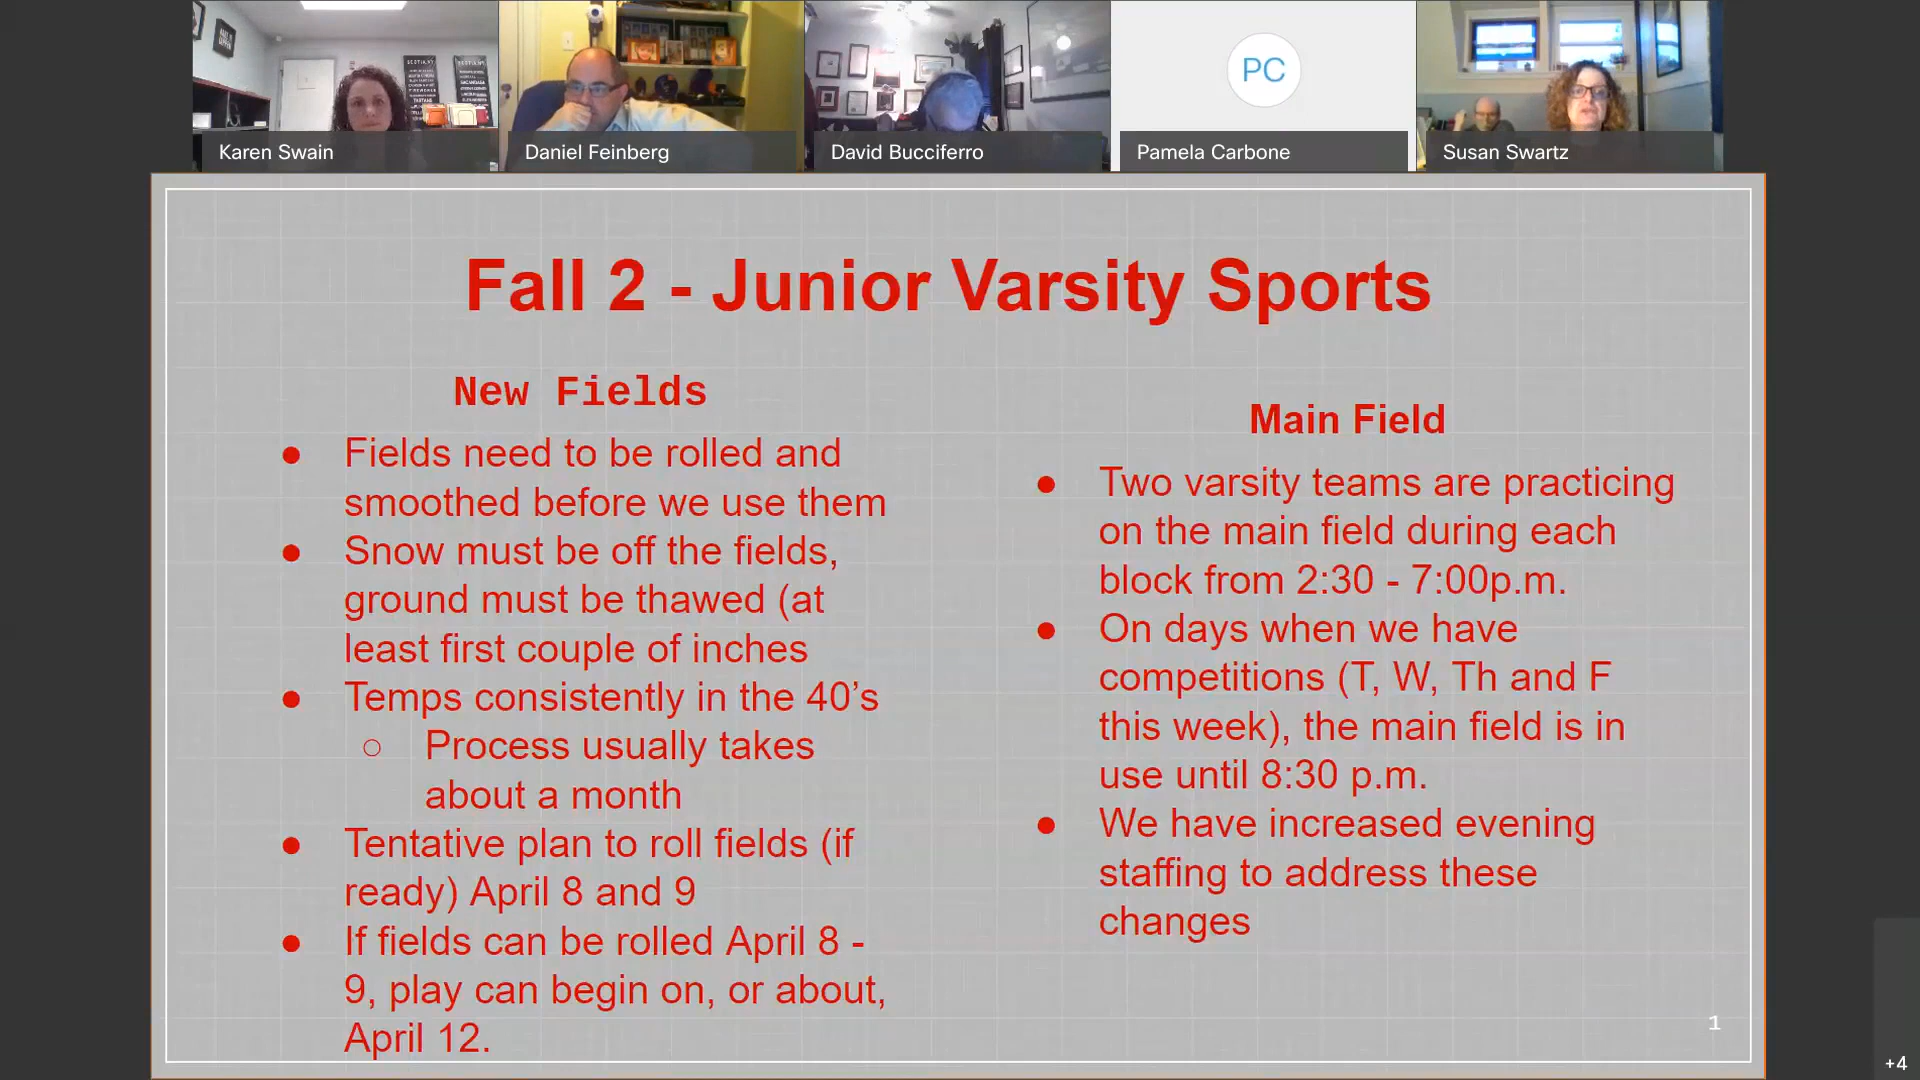 Karen Swain
Daniel Feinberg
David Bucciferro
PC
Pamela Carbone
Susan Swartz
Fall 2 - Junior Varsity Sports
New Fields
● Fields need to be rolled and
smoothed before we use them
● Snow must be off the fields,
ground must be thawed (at
least first couple of inches
● Temps consistently in the 40’s
○ Process usually takes
about a month
● Tentative plan to roll fields (if
ready) April 8 and 9
● If fields can be rolled April 8 -
9, play can begin on, or about,
April 12.
Main Field
● Two varsity teams are practicing
on the main field during each
block from 2:30 - 7:00p.m.
● On days when we have
competitions (T, W, Th and F
this week), the main field is in
use until 8:30 p.m.
● We have increased evening
staffing to address these
changes
1
+4